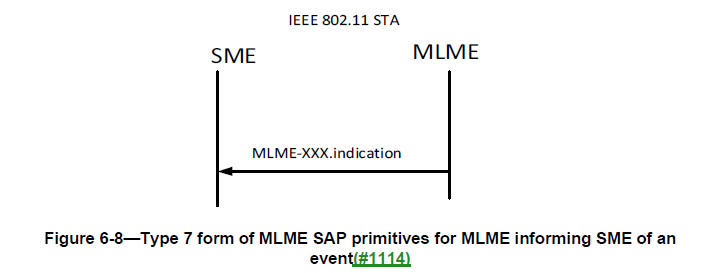 IEEE 802.11 STA
SME
MLME
MLME-XXX.indication
Figure 6-8—Type 7 form of MLME SAP primitives for MLME informing SME of an
event(#1114)